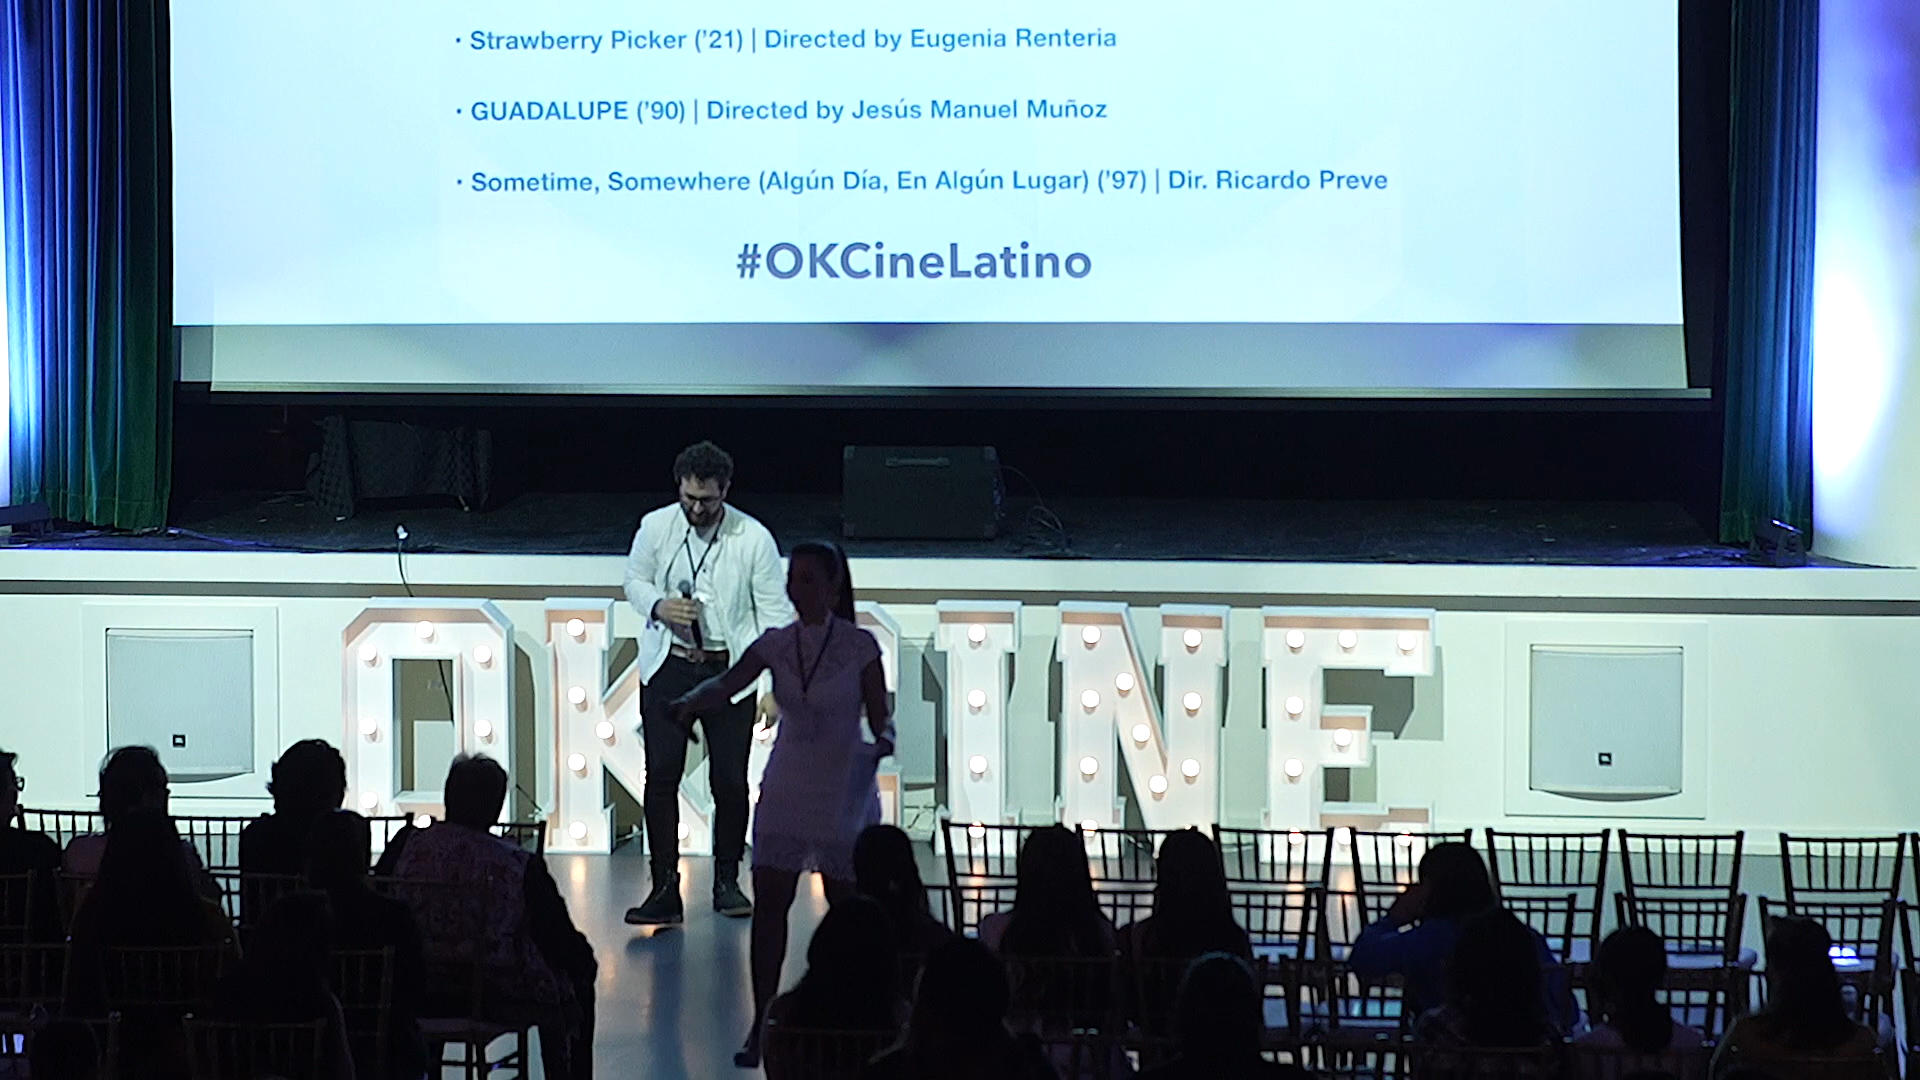 · Strawberry Picker ('21) | Directed by Eugenia Renteria
· GUADALUPE ('90) | Directed by Jesús Manuel Muñoz
· Sometime, Somewhere (Algún Día, En Algún Lugar) ('97) | Dir. Ricardo Preve
#OKCineLatino
OKCINE